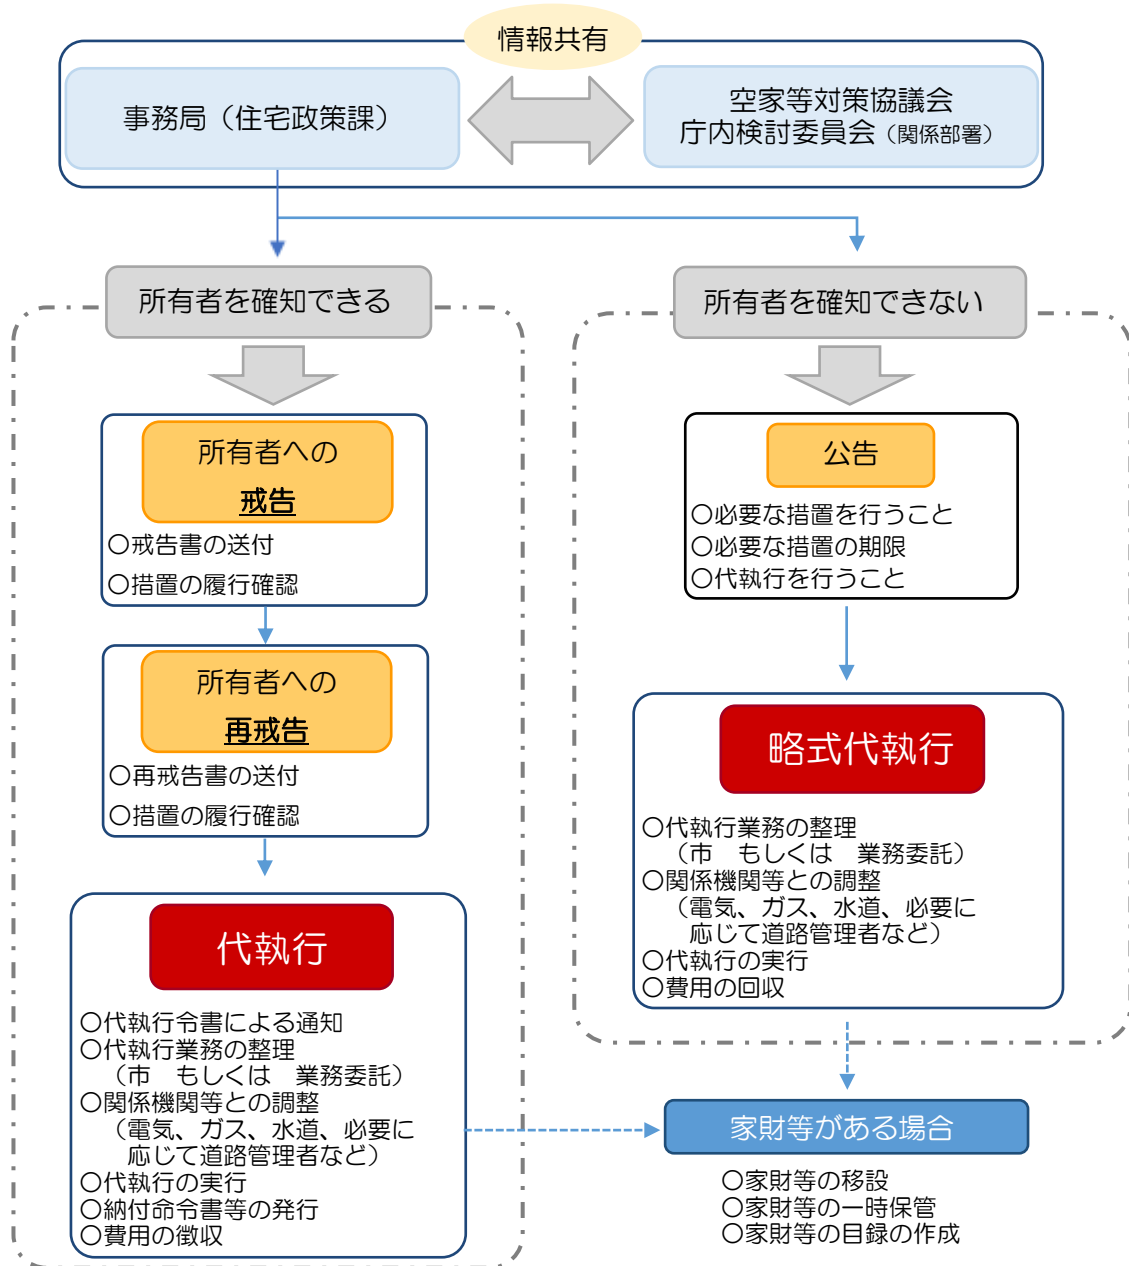 情報共有
事務局（住宅政策課）
空家等対策協議会
庁内検討委員会（関係部署）
所有者を確知できる
所有者への
戒告
〇戒告書の送付
〇措置の履行確認
所有者への
再戒告
〇再戒告書の送付
〇措置の履行確認
代執行
〇代執行令書による通知
〇代執行業務の整理
（市　もしくは　業務委託）
〇関係機関等との調整
（電気、ガス、水道、必要に
応じて道路管理者など）
〇代執行の実行
〇納付命令書等の発行
〇費用の徴収
所有者を確知できない
公告
〇必要な措置を行うこと
〇必要な措置の期限
〇代執行を行うこと
略式代執行
〇代執行業務の整理
（市　もしくは　業務委託）
〇関係機関等との調整
（電気、ガス、水道、必要に
応じて道路管理者など）
〇代執行の実行
〇費用の回収
家財等がある場合
〇家財等の移設
〇家財等の一時保管
〇家財等の目録の作成